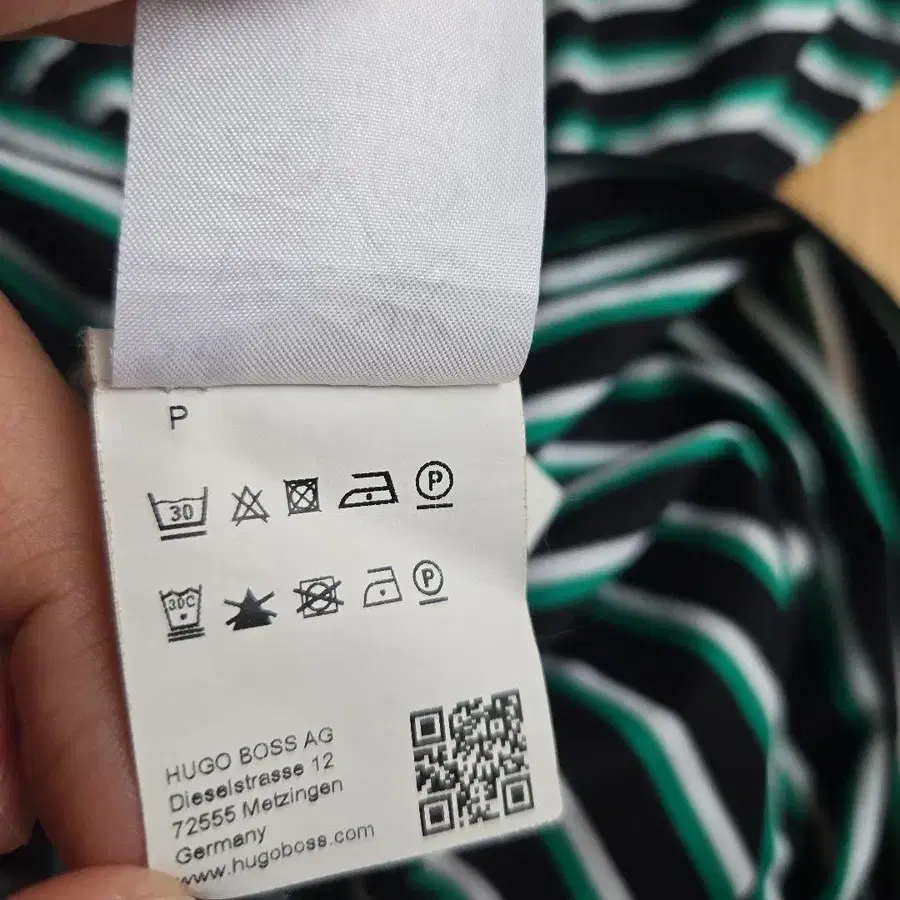 P
30
P
30C
P
HUGO BOSS AG
Dieselstrasse 12
72555 Metzingen
Germany
www.hugoboss.com